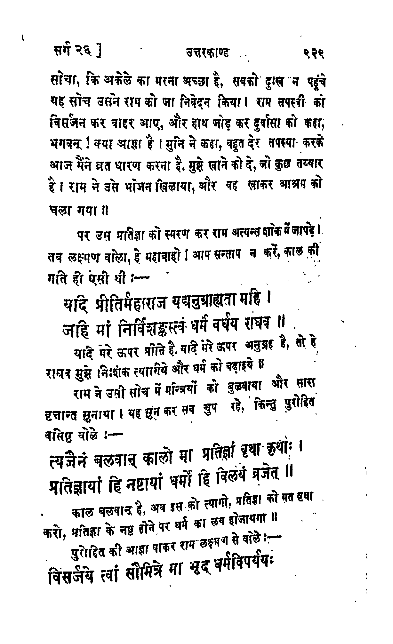 सर्ग २६ ] उत्तरकाण्ड ९३९
सोचा, कि अकेले का मरना अच्छा है, सबको दुःख न पहुंचे
यह सोच उसने राम को जा निवेदन किया। राम तपस्वी को
विसर्जन कर बाहर आए, और हाथ जोड़ कर दुर्वासा को कहा,
भगवन् ! क्या आज्ञा है। मुनि ने कहा, बहुत देर तपस्या करके
आज मैंने व्रत धारण करना है. मुझे खाने को दे, जो कुछ तय्यार
है। राम ने उसे भोजन खिलाया, और वह खाकर आश्रम को
चला गया ॥
पर उस प्रतिज्ञा को स्मरण कर राम अत्यन्त शोक में जापड़े।
तब लक्ष्मण बोला, हे महाबाहो ! आप सन्ताप न करें, काल की
गति ही ऐसी थी :—
यदि प्रीतिर्महाराज यद्यनुग्राह्यता मयि ।
जहि मां निर्विशङ्कस्त्वं धर्मं वर्धय राघव ॥
यदि मेरे ऊपर प्रीति है. यदि मेरे ऊपर अनुग्रह है, तो हे
राघव मुझे निःशंक त्यागिये और धर्म को बढ़ाइये ॥
राम ने उसी सोच में मन्त्रियों को बुलवाया और सारा
वृत्तान्त सुनाया। यह सुन कर सब चुप रहे, किन्तु पुरोहित
वसिष्ठ बोले :—
त्यजैनं बलवान् कालो मा प्रतिज्ञां वृथा कृथाः ।
प्रतिज्ञायां हि नष्टायां धर्मो हि विलयं व्रजेत् ॥
काल बलवान् है, अब इस को त्यागो, प्रतिज्ञा को मत वृथा
करो, प्रतिज्ञा के नष्ट होने पर धर्म का लय होजायगा ॥
पुरोहित की आज्ञा पाकर राम लक्ष्मण से बोले :—
विसर्जये त्वां सौमित्रे मा भूद् धर्मविपर्ययः